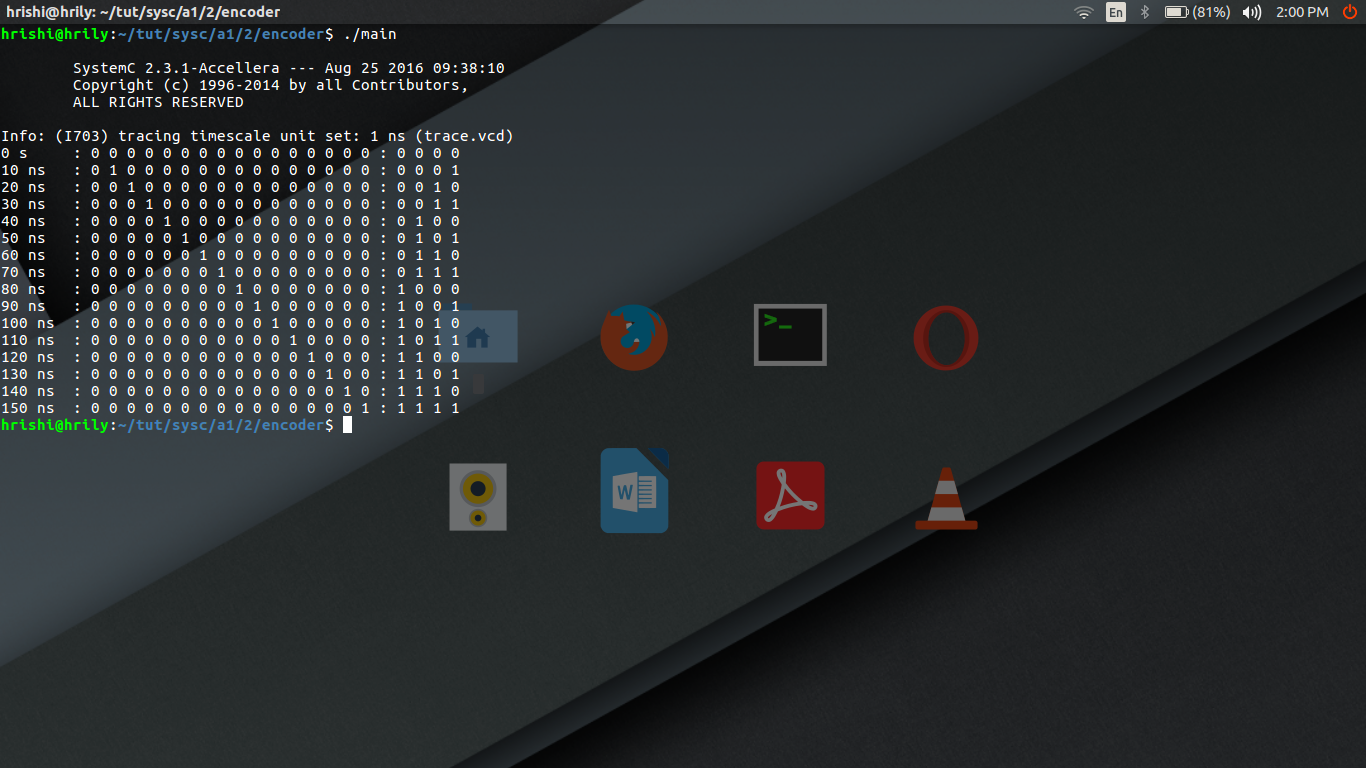 hrishi@hrily: ~/tut/sysc/a1/2/encoder En (81%) 2:00 PM
hrishi@hrily:~/tut/sysc/a1/2/encoder$ ./main
SystemC 2.3.1-Accellera --- Aug 25 2016 09:38:10
Copyright (c) 1996-2014 by all Contributors,
ALL RIGHTS RESERVED
Info: (I703) tracing timescale unit set: 1 ns (trace.vcd)
0 s : 0 0 0 0 0 0 0 0 0 0 0 0 0 0 0 0 : 0 0 0 0
10 ns : 0 1 0 0 0 0 0 0 0 0 0 0 0 0 0 0 : 0 0 0 1
20 ns : 0 0 1 0 0 0 0 0 0 0 0 0 0 0 0 0 : 0 0 1 0
30 ns : 0 0 0 1 0 0 0 0 0 0 0 0 0 0 0 0 : 0 0 1 1
40 ns : 0 0 0 0 1 0 0 0 0 0 0 0 0 0 0 0 : 0 1 0 0
50 ns : 0 0 0 0 0 1 0 0 0 0 0 0 0 0 0 0 : 0 1 0 1
60 ns : 0 0 0 0 0 0 1 0 0 0 0 0 0 0 0 0 : 0 1 1 0
70 ns : 0 0 0 0 0 0 0 1 0 0 0 0 0 0 0 0 : 0 1 1 1
80 ns : 0 0 0 0 0 0 0 0 1 0 0 0 0 0 0 0 : 1 0 0 0
90 ns : 0 0 0 0 0 0 0 0 0 1 0 0 0 0 0 0 : 1 0 0 1
100 ns : 0 0 0 0 0 0 0 0 0 0 1 0 0 0 0 0 : 1 0 1 0
110 ns : 0 0 0 0 0 0 0 0 0 0 0 1 0 0 0 0 : 1 0 1 1
120 ns : 0 0 0 0 0 0 0 0 0 0 0 0 1 0 0 0 : 1 1 0 0
130 ns : 0 0 0 0 0 0 0 0 0 0 0 0 0 1 0 0 : 1 1 0 1
140 ns : 0 0 0 0 0 0 0 0 0 0 0 0 0 0 1 0 : 1 1 1 0
150 ns : 0 0 0 0 0 0 0 0 0 0 0 0 0 0 0 1 : 1 1 1 1
hrishi@hrily:~/tut/sysc/a1/2/encoder$
>_
W